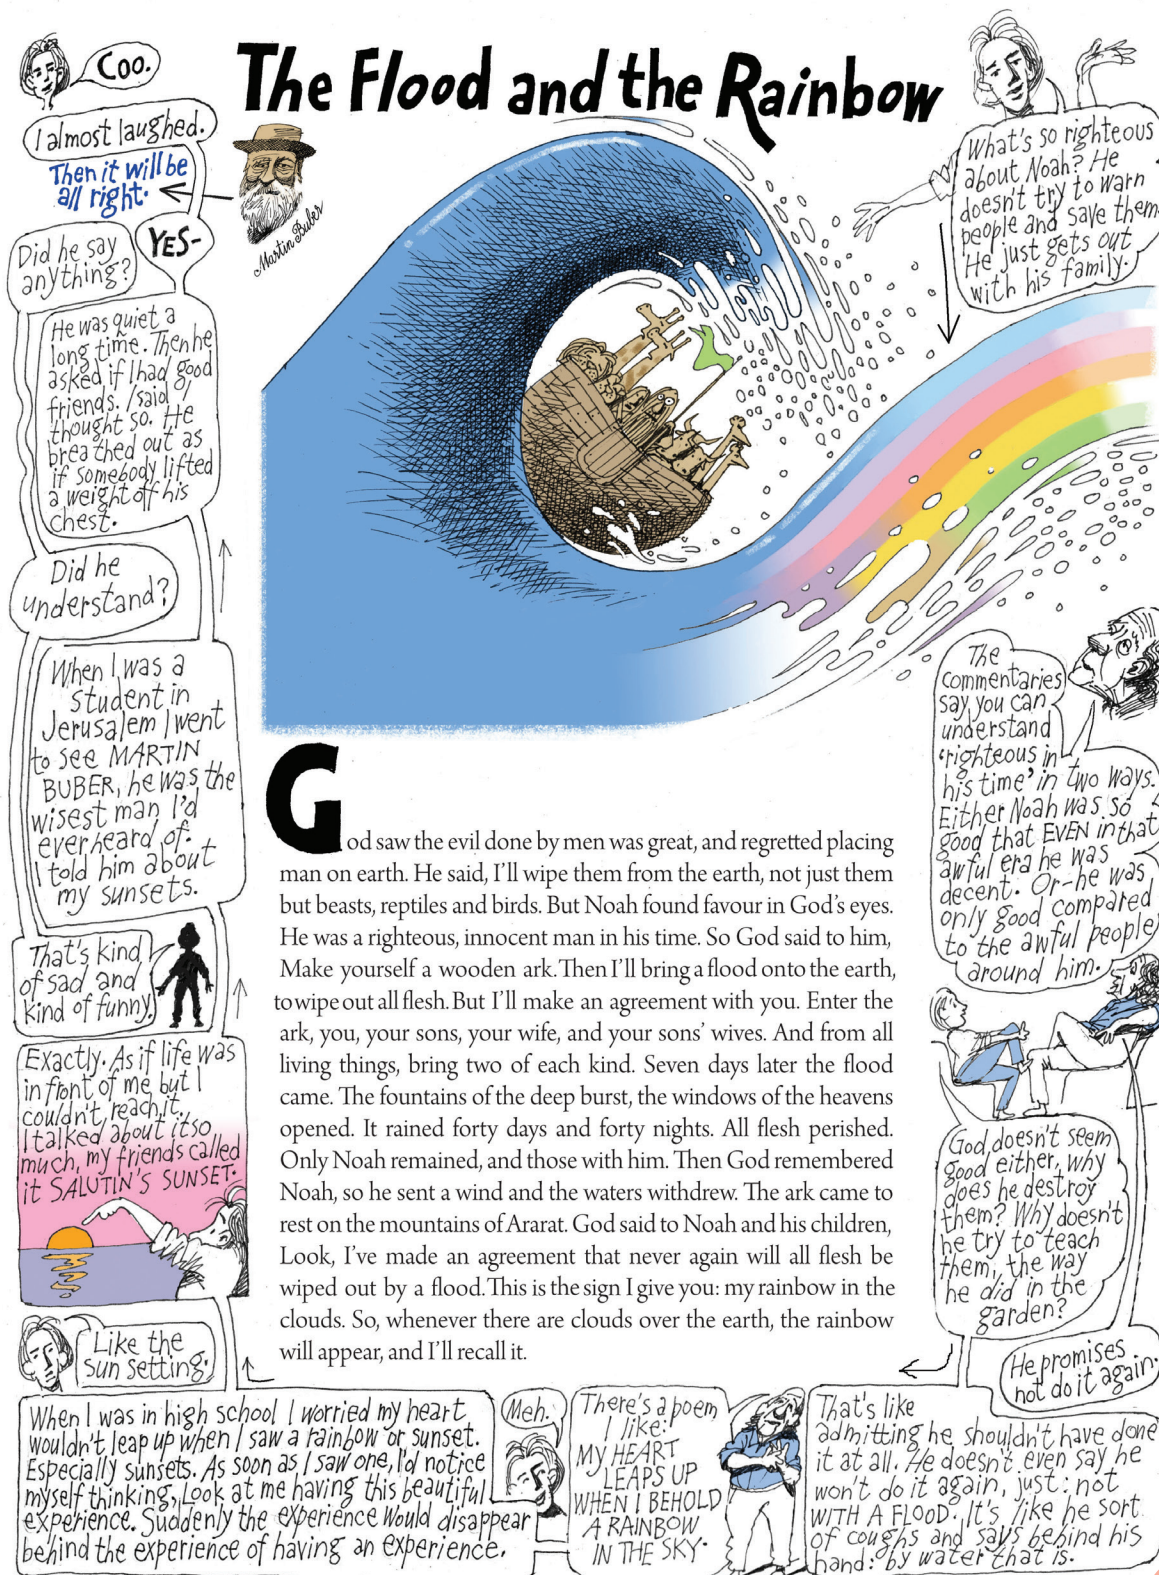 The Flood and the Rainbow
What's so righteous
about Noah? He
doesn't try to warn
people and save them.
He just gets out
with his family.
The
commentaries
say you can
understand
'righteous in
his time' in two ways.
Either Noah was so
good that EVEN in that
awful era he was
decent. Or-he was
only good compared
to the awful people
around him.
God doesn't seem
good either, why
does he destroy
them? Why doesn't
he try to teach
them, the way
he did in the
garden?
He promises
not do it again.
That's like
admitting he shouldn't have done
it at all. He doesn't even say he
won't do it again, just: not
WITH A FLOOD. It's like he sort
of coughs and says behind his
hand: by water that is.
There's a poem
I like:
MY HEART
LEAPS UP
WHEN I BEHOLD
A RAINBOW
IN THE SKY.
Meh.
When I was in high school I worried my heart
wouldn't leap up when I saw a rainbow or sunset.
Especially sunsets. As soon as I saw one, I'd notice
myself thinking, Look at me having this beautiful
experience. Suddenly the experience would disappear
behind the experience of having an experience.
Like the
sun setting.
Exactly. As if life was
in front of me but I
couldn't reach it.
I talked about it so
much, my friends called
it SALUTIN'S SUNSET.
That's kind
of sad and
kind of funny.
When I was a
student in
Jerusalem I went
to see MARTIN
BUBER, he was the
wisest man I'd
ever heard of. I
told him about
my sunsets.
Did he
understand?
He was quiet a
long time. Then he
asked if I had good
friends. I said I
thought so. He
breathed out as
if somebody lifted
a weight off his
chest.
Did he say
anything?
YES-
Then it will be
all right.
Martin Buber
I almost laughed.
Coo.
God saw the evil done by men was great, and regretted placing
man on earth. He said, I'll wipe them from the earth, not just them
but beasts, reptiles and birds. But Noah found favour in God's eyes.
He was a righteous, innocent man in his time. So God said to him,
Make yourself a wooden ark. Then I'll bring a flood onto the earth,
to wipe out all flesh. But I'll make an agreement with you. Enter the
ark, you, your sons, your wife, and your sons' wives. And from all
living things, bring two of each kind. Seven days later the flood
came. The fountains of the deep burst, the windows of the heavens
opened. It rained forty days and forty nights. All flesh perished.
Only Noah remained, and those with him. Then God remembered
Noah, so he sent a wind and the waters withdrew. The ark came to
rest on the mountains of Ararat. God said to Noah and his children,
Look, I've made an agreement that never again will all flesh be
wiped out by a flood. This is the sign I give you: my rainbow in the
clouds. So, whenever there are clouds over the earth, the rainbow
will appear, and I'll recall it.